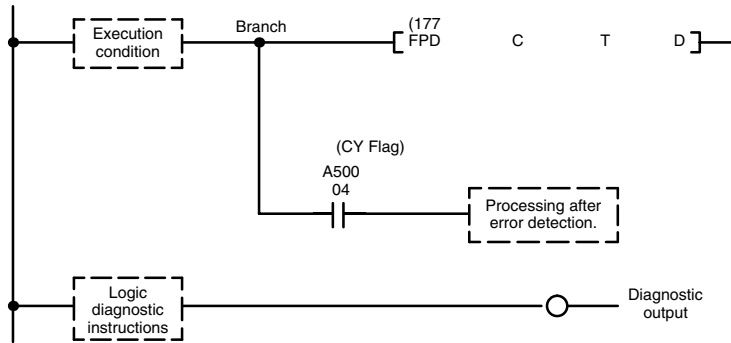 Execution
condition
Branch
(177
FPD C T D
(CY Flag)
A500
04
Processing after
error detection.
Logic
diagnostic
instructions
Diagnostic
output